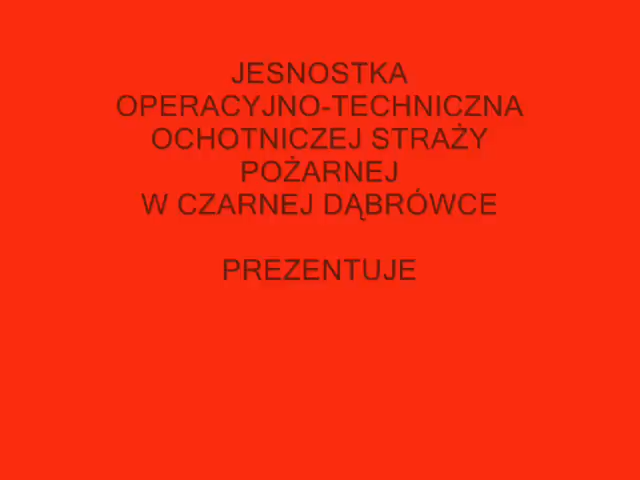 JESNOSTKA
OPERACYJNO-TECHNICZNA
OCHOTNICZEJ STRAŻY
POŻARNEJ
W CZARNEJ DĄBRÓWCE
PREZENTUJE